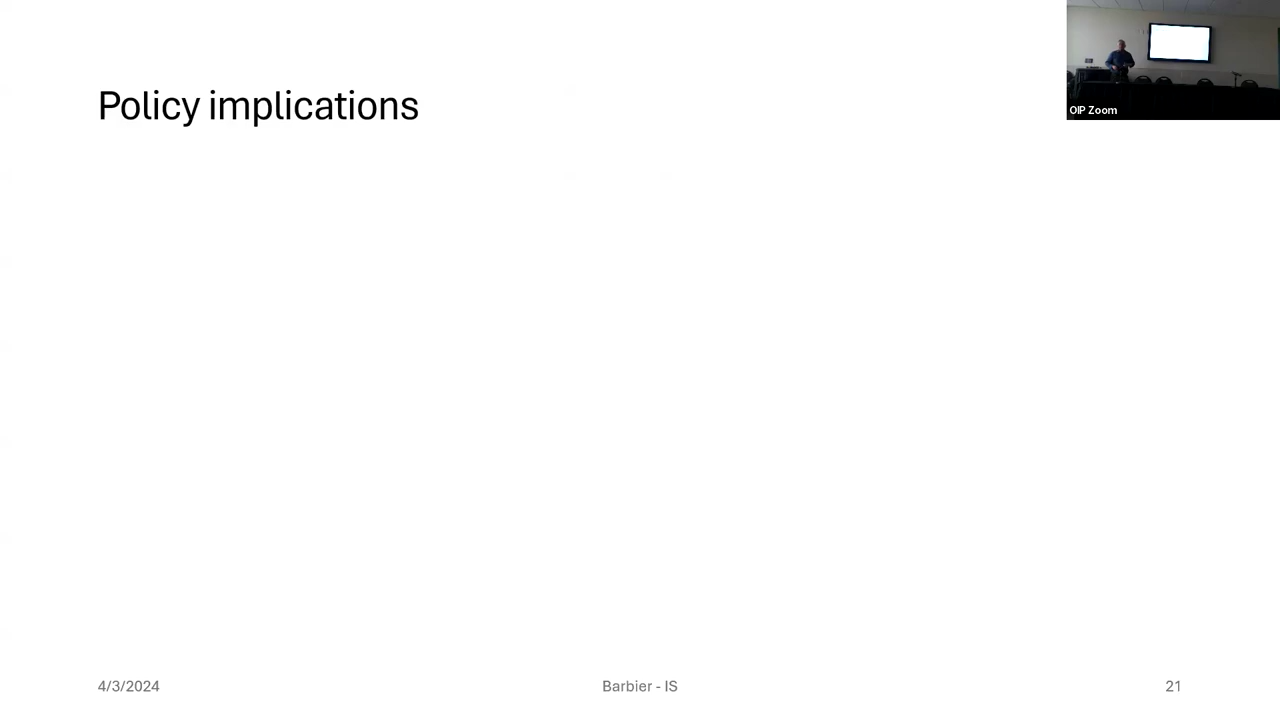 Policy implications
OIP Zoom
4/3/2024
Barbier - IS
21